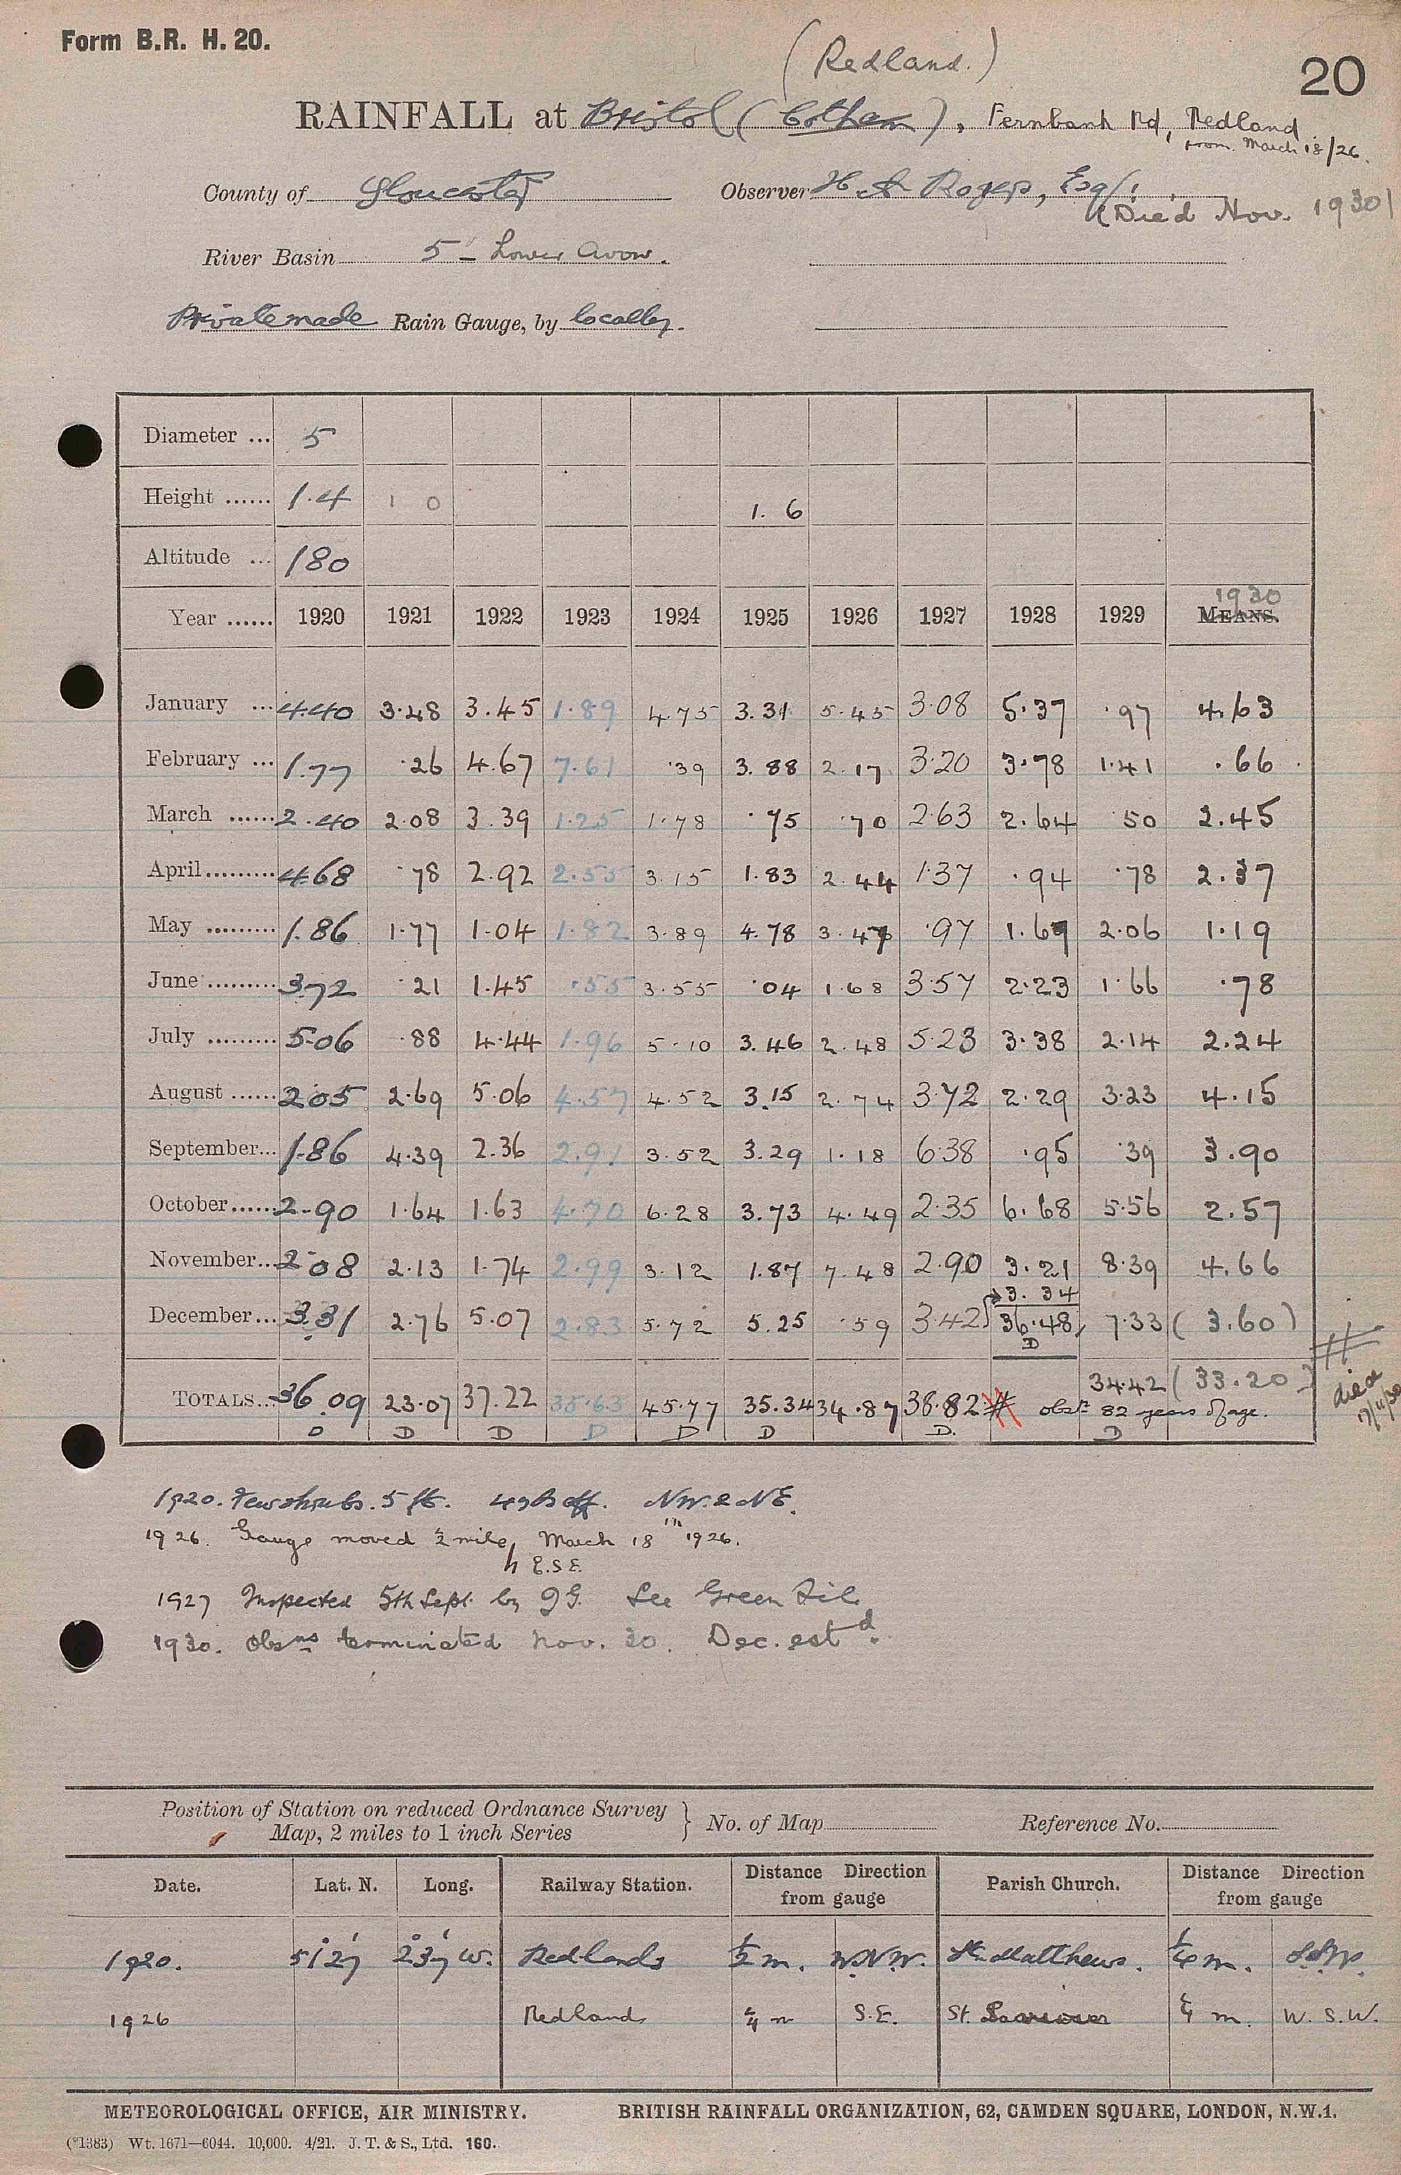 Form B.R. H. 20.
20
(Redland.)
RAINFALL at Bristol (Cotham), Fernbank Rd, Redland
from March 18/26.
County of Gloucester Observer H A Rogers, Esq.
(Died Nov. 1930)
River Basin 5 – Lower Avon.
Private made Rain Gauge, by locally.
Diameter ... 5
Height ...... 1.4 1 0 1. 6
Altitude ... 180
1930
Year ...... 1920 1921 1922 1923 1924 1925 1926 1927 1928 1929 MEANS.
January ... 4.40 3.48 3.45 1.89 4.75 3.31 5.45 3.08 5.37 .97 4.63
February ... 1.77 .26 4.67 7.61 .39 3.88 2.17 3.20 3.78 1.41 .66
March ...... 2.40 2.08 3.39 1.25 1.78 .75 .70 2.63 2.64 .50 2.45
April ......... 4.68 .78 2.92 2.55 3.15 1.83 2.44 1.37 .94 .78 2.37
May ......... 1.86 1.77 1.04 1.82 3.89 4.78 3.47 .97 1.69 2.06 1.19
June ......... 3.72 .21 1.45 .55 3.55 .04 1.68 3.57 2.23 1.66 .78
July ......... 5.06 .88 4.44 1.96 5.10 3.46 2.48 5.23 3.38 2.14 2.24
August ...... 2.05 2.69 5.06 4.57 4.52 3.15 2.74 3.72 2.29 3.23 4.15
September... 1.86 4.39 2.36 2.91 3.52 3.29 1.18 6.38 .95 .39 3.90
October ...... 2.90 1.64 1.63 4.70 6.28 3.73 4.49 2.35 6.68 5.56 2.57
November... 2.08 2.13 1.74 2.99 3.12 1.87 7.48 2.90 3.21 8.39 4.66
3.34
December... 3.31 2.76 5.07 2.83 5.72 5.25 .59 3.42 36.48 7.33 (3.60)
D
34.42 (33.20)
TOTALS... 36.09 23.07 37.22 35.63 45.77 35.34 34.87 38.82 # obsr. 82 years of age.
D D D D D D D. D
died 17/11/30
1920. Few shrubs. 5 ft. 4 yds off. NW. & NE.
1926. Gauge moved ½ mile, March 18th 1926.
E.S.E.
1927 Inspected 5th Sept. by J G. See Green File
1930. Obsns terminated Nov. 30. Dec. estd.
Position of Station on reduced Ordnance Survey
Map, 2 miles to 1 inch Series } No. of Map Reference No.
Date. Lat. N. Long. Railway Station. Distance Direction from gauge Parish Church. Distance Direction from gauge
1920. 51°27' 2°37' W. Redlands ½ m. W.N.W. St. Matthews. ¼ m. S.S.W.
1926 Redlands ¼ m S.E. St. ¼ m. W. S. W.
METEOROLOGICAL OFFICE, AIR MINISTRY. BRITISH RAINFALL ORGANIZATION, 62, CAMDEN SQUARE, LONDON, N.W.1.
(*1383) Wt. 1671—6044. 10,000. 4/21. J. T. & S., Ltd. 160.